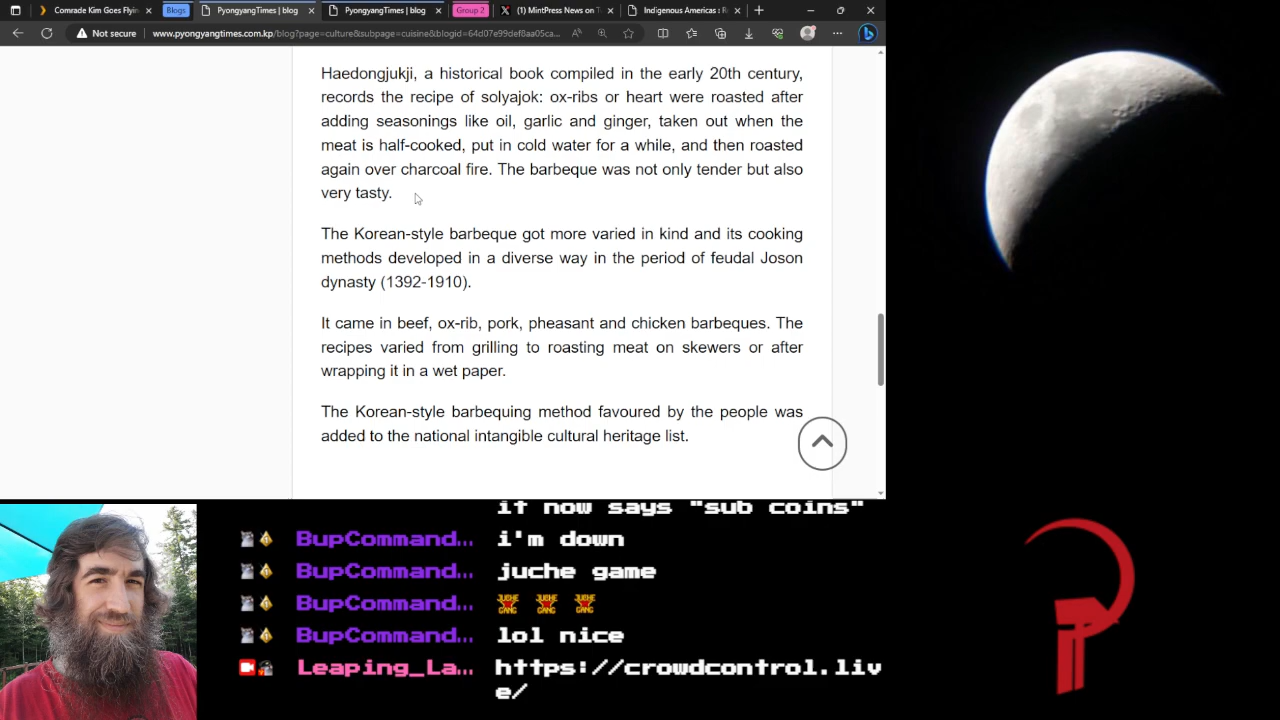 Comrade Kim Goes Flyin
Blogs
PyongyangTimes | blog
PyongyangTimes | blog
Group 2
(1) MintPress News on T
Indigenous Americas : R
Not secure
www.pyongyangtimes.com.kp/blog?page=culture&subpage=cuisine&blogid=64d07e99def8aa05ca...
Haedongjukji, a historical book compiled in the early 20th century,
records the recipe of solyajok: ox-ribs or heart were roasted after
adding seasonings like oil, garlic and ginger, taken out when the
meat is half-cooked, put in cold water for a while, and then roasted
again over charcoal fire. The barbeque was not only tender but also
very tasty.
The Korean-style barbeque got more varied in kind and its cooking
methods developed in a diverse way in the period of feudal Joson
dynasty (1392-1910).
It came in beef, ox-rib, pork, pheasant and chicken barbeques. The
recipes varied from grilling to roasting meat on skewers or after
wrapping it in a wet paper.
The Korean-style barbequing method favoured by the people was
added to the national intangible cultural heritage list.
it now says "sub coins"
BupCommand... i'm down
BupCommand... juche game
BupCommand... JUCHE GANG JUCHE GANG JUCHE GANG
BupCommand... lol nice
Leaping_La... https://crowdcontrol.liv
e/